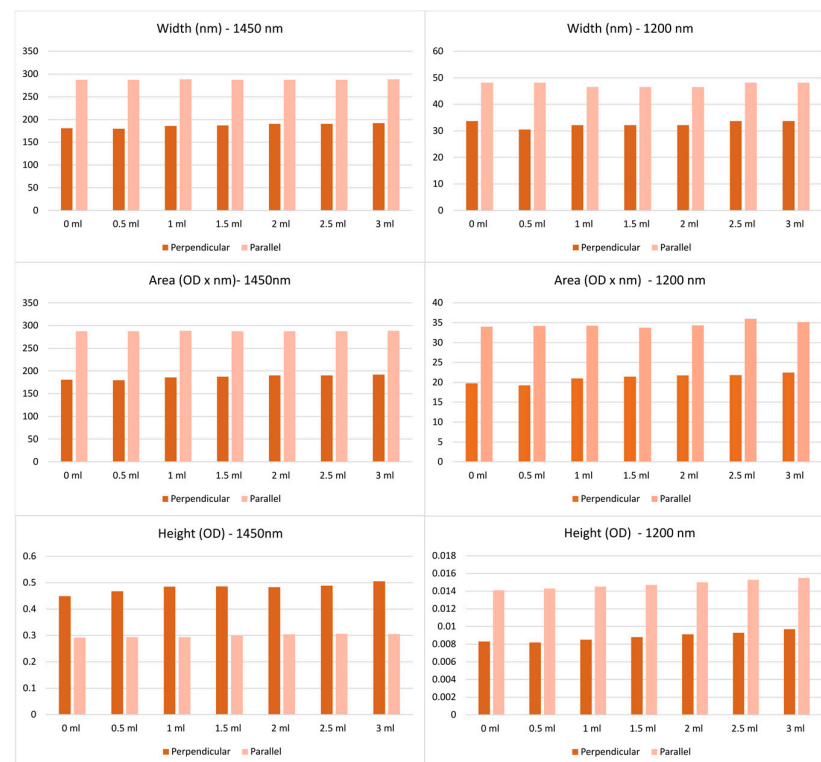 Width (nm) - 1450 nm
350
300
250
200
150
100
50
0
0 ml 0.5 ml 1 ml 1.5 ml 2 ml 2.5 ml 3 ml
Perpendicular Parallel
Width (nm) - 1200 nm
60
50
40
30
20
10
0
0 ml 0.5 ml 1 ml 1.5 ml 2 ml 2.5 ml 3 ml
Perpendicular Parallel
Area (OD x nm)- 1450nm
350
300
250
200
150
100
50
0
0 ml 0.5 ml 1 ml 1.5 ml 2 ml 2.5 ml 3 ml
Perpendicular Parallel
Area (OD x nm) - 1200 nm
40
35
30
25
20
15
10
5
0
0 ml 0.5 ml 1 ml 1.5 ml 2 ml 2.5 ml 3 ml
Perpendicular Parallel
Height (OD) - 1450nm
0.6
0.5
0.4
0.3
0.2
0.1
0
0 ml 0.5 ml 1 ml 1.5 ml 2 ml 2.5 ml 3 ml
Perpendicular Parallel
Height (OD) - 1200 nm
0.018
0.016
0.014
0.012
0.01
0.008
0.006
0.004
0.002
0
0 ml 0.5 ml 1 ml 1.5 ml 2 ml 2.5 ml 3 ml
Perpendicular Parallel